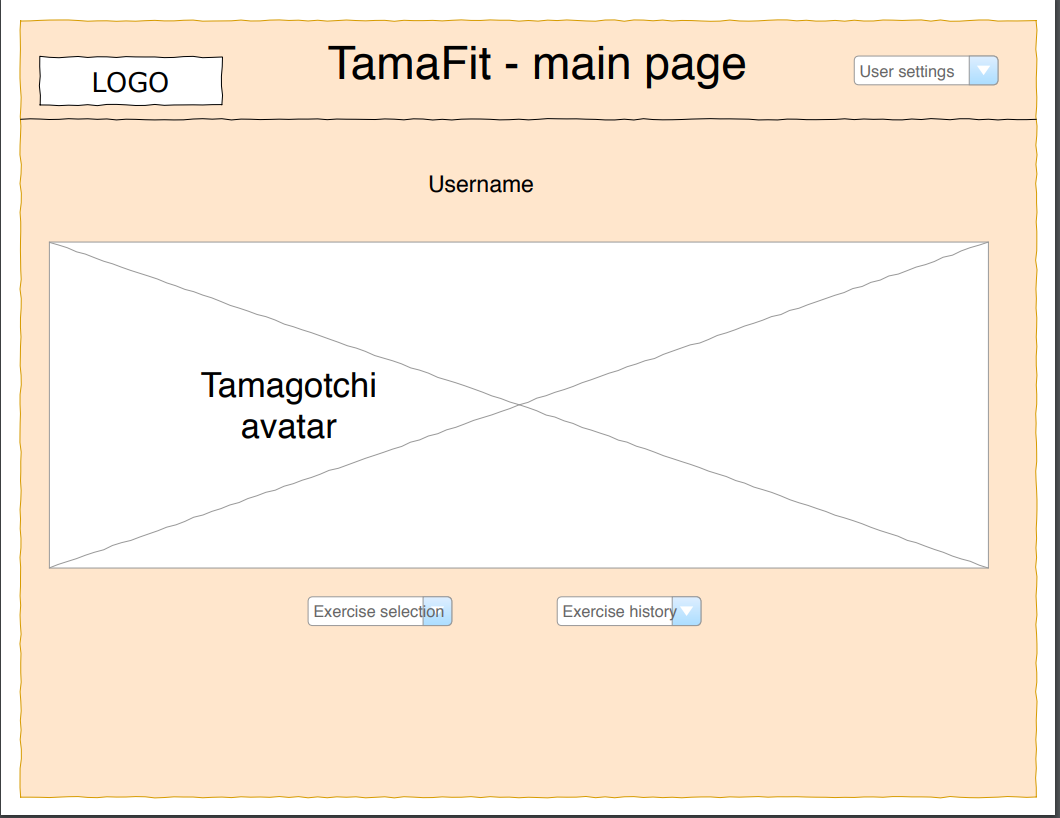 LOGO
TamaFit - main page
User settings
Username
Tamagotchi
avatar
Exercise selection
Exercise history